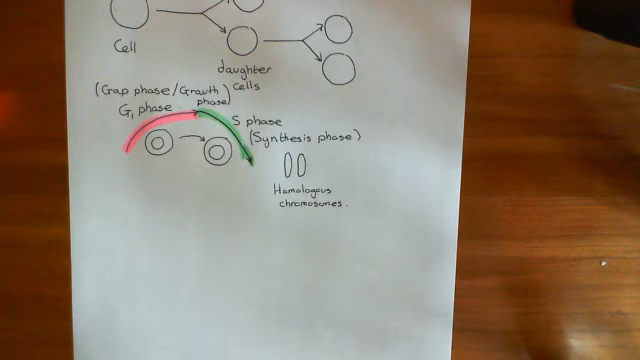 Cell
daughter
cells
(Gap phase/Growth
phase)
G1 phase
S phase
(Synthesis phase)
Homologous
chromosomes.